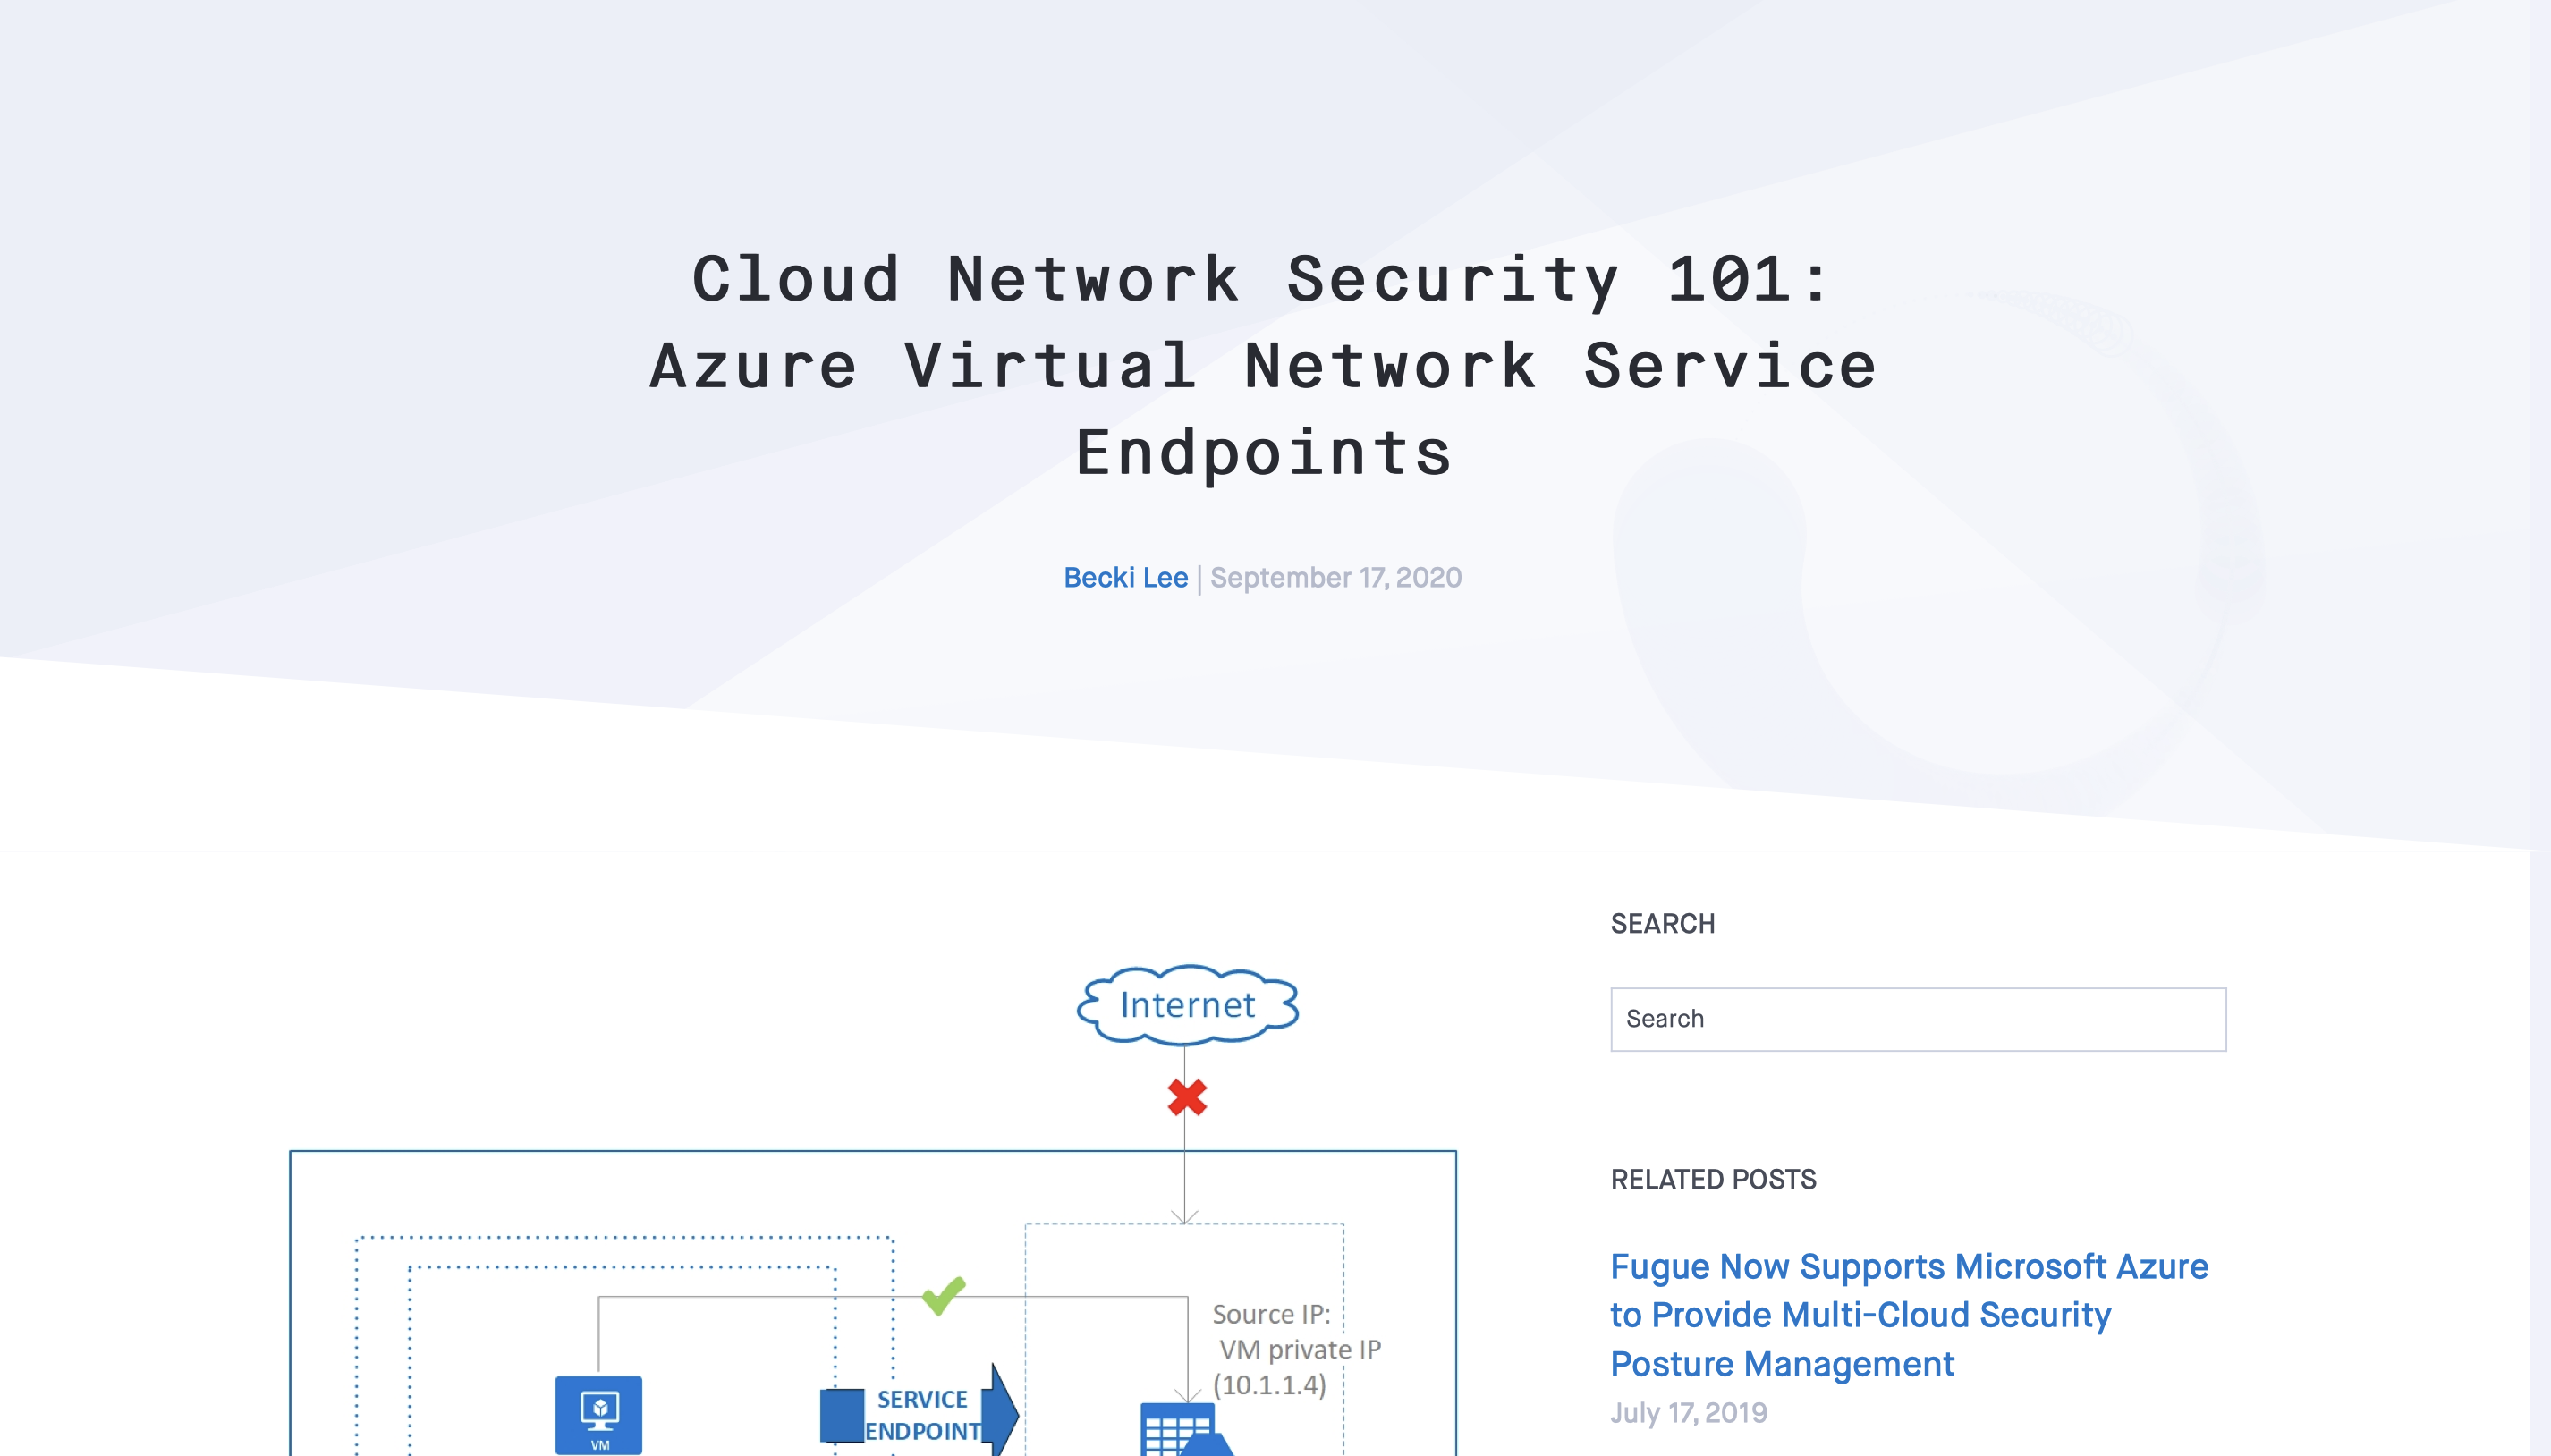 Cloud Network Security 101:
Azure Virtual Network Service
Endpoints
Becki Lee | September 17, 2020
Internet
Source IP:
VM private IP
(10.1.1.4)
SERVICE
ENDPOINT
VM
SEARCH
Search
RELATED POSTS
Fugue Now Supports Microsoft Azure
to Provide Multi-Cloud Security
Posture Management
July 17, 2019